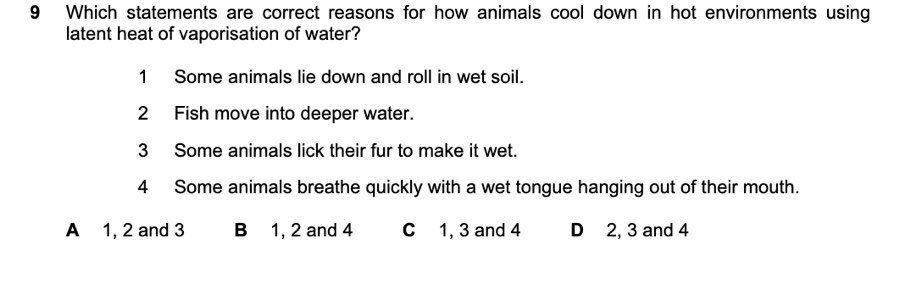 9 Which statements are correct reasons for how animals cool down in hot environments using
latent heat of vaporisation of water?
1 Some animals lie down and roll in wet soil.
2 Fish move into deeper water.
3 Some animals lick their fur to make it wet.
4 Some animals breathe quickly with a wet tongue hanging out of their mouth.
A 1, 2 and 3 B 1, 2 and 4 C 1, 3 and 4 D 2, 3 and 4